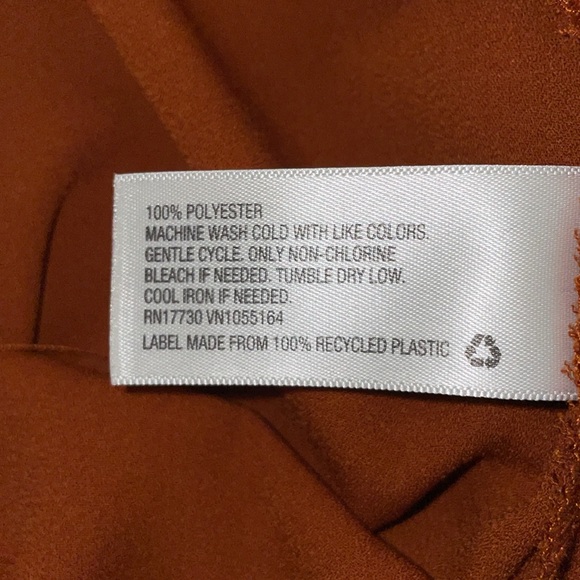 100% POLYESTER
MACHINE WASH COLD WITH LIKE COLORS.
GENTLE CYCLE. ONLY NON-CHLORINE
BLEACH IF NEEDED. TUMBLE DRY LOW.
COOL IRON IF NEEDED.
RN17730 VN1055164
LABEL MADE FROM 100% RECYCLED PLASTIC